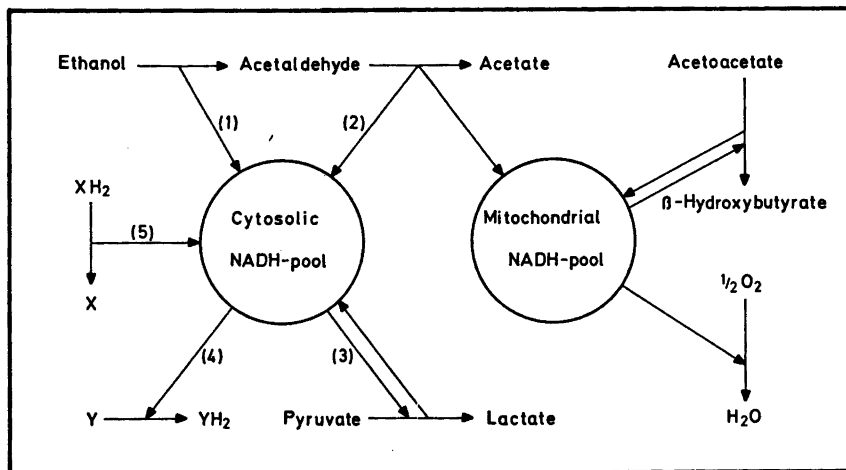 Ethanol Acetaldehyde Acetate Acetoacetate
(1) (2)
XH₂
(5)
X
Cytosolic
NADH-pool
Mitochondrial
NADH-pool
ß-Hydroxybutyrate
½O₂
(4) (3)
Y YH₂ Pyruvate Lactate
H₂O